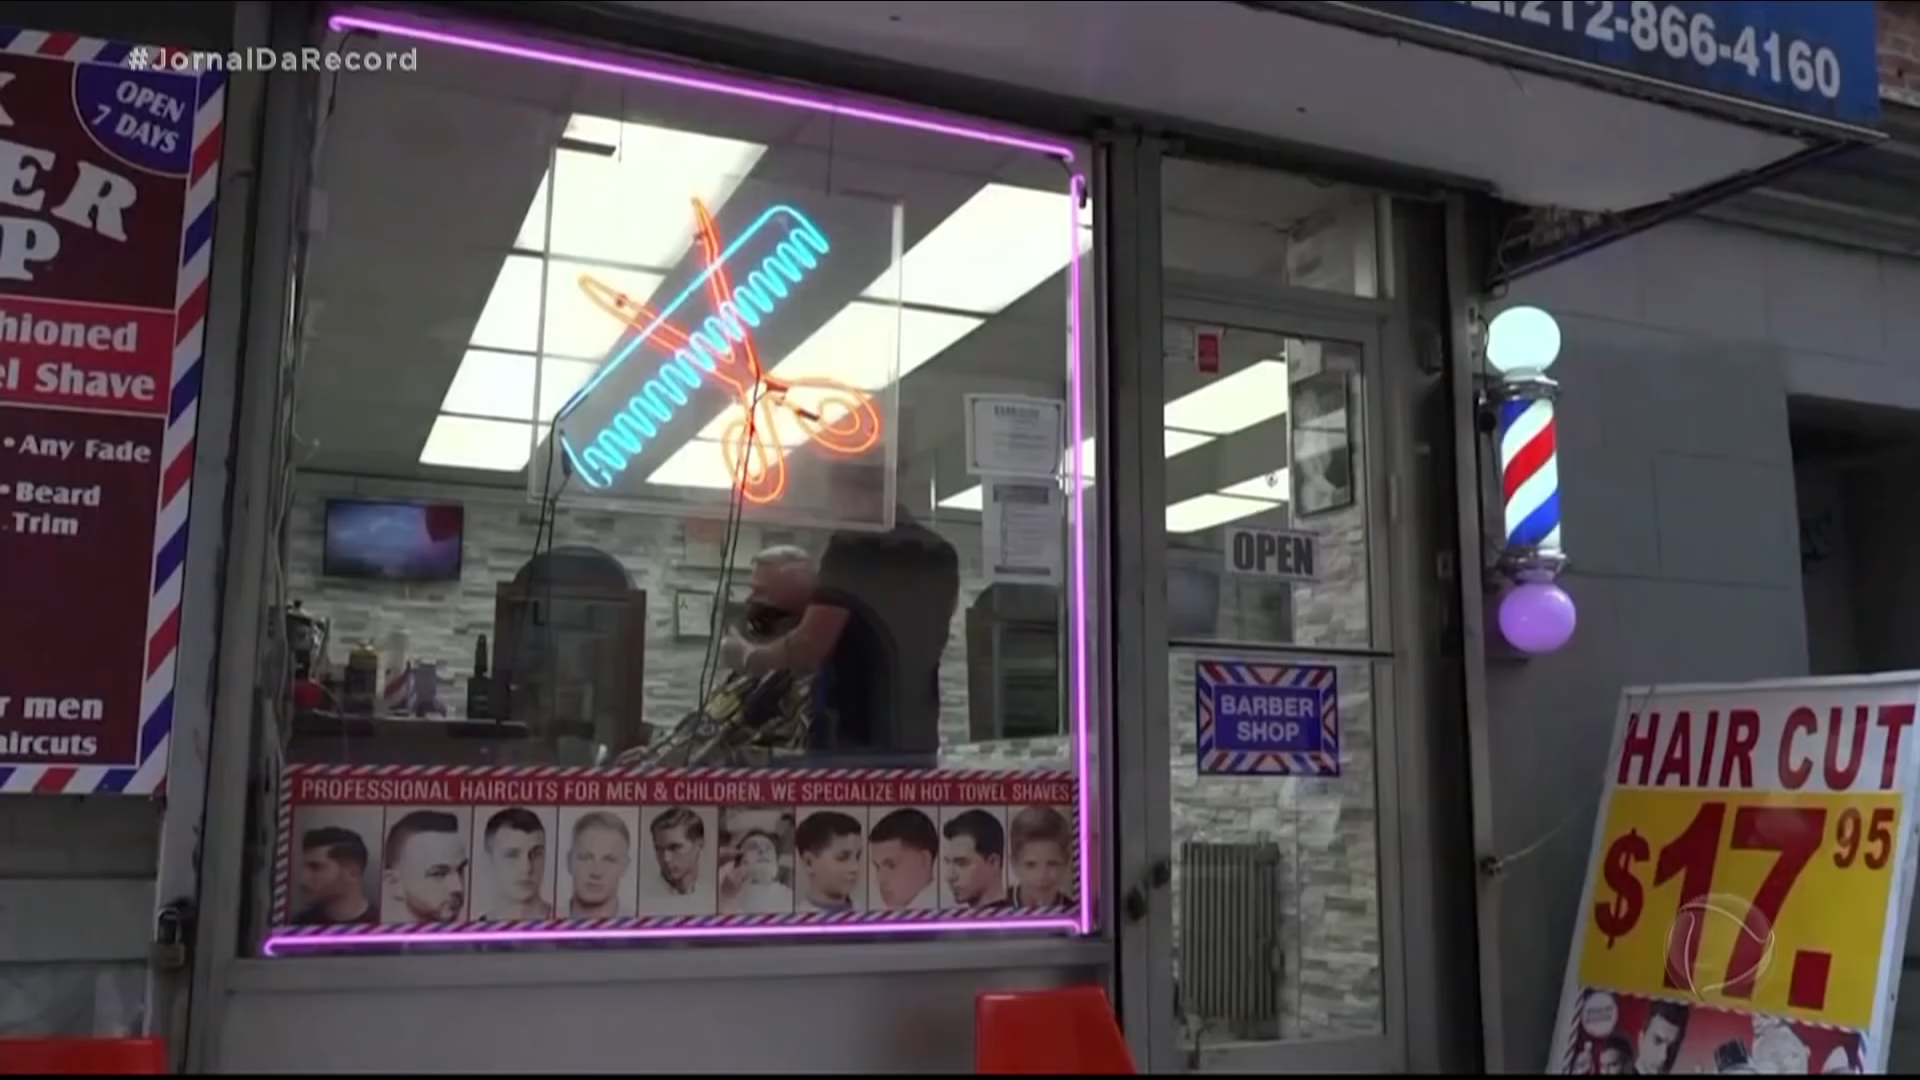 #JornalDaRecord
OPEN
7 DAYS
ER
P
hioned
el Shave
• Any Fade
• Beard
Trim
r men
aircuts
212-866-4160
OPEN
BARBER
SHOP
PROFESSIONAL HAIRCUTS FOR MEN & CHILDREN. WE SPECIALIZE IN HOT TOWEL SHAVES
HAIR CUT
$17.95